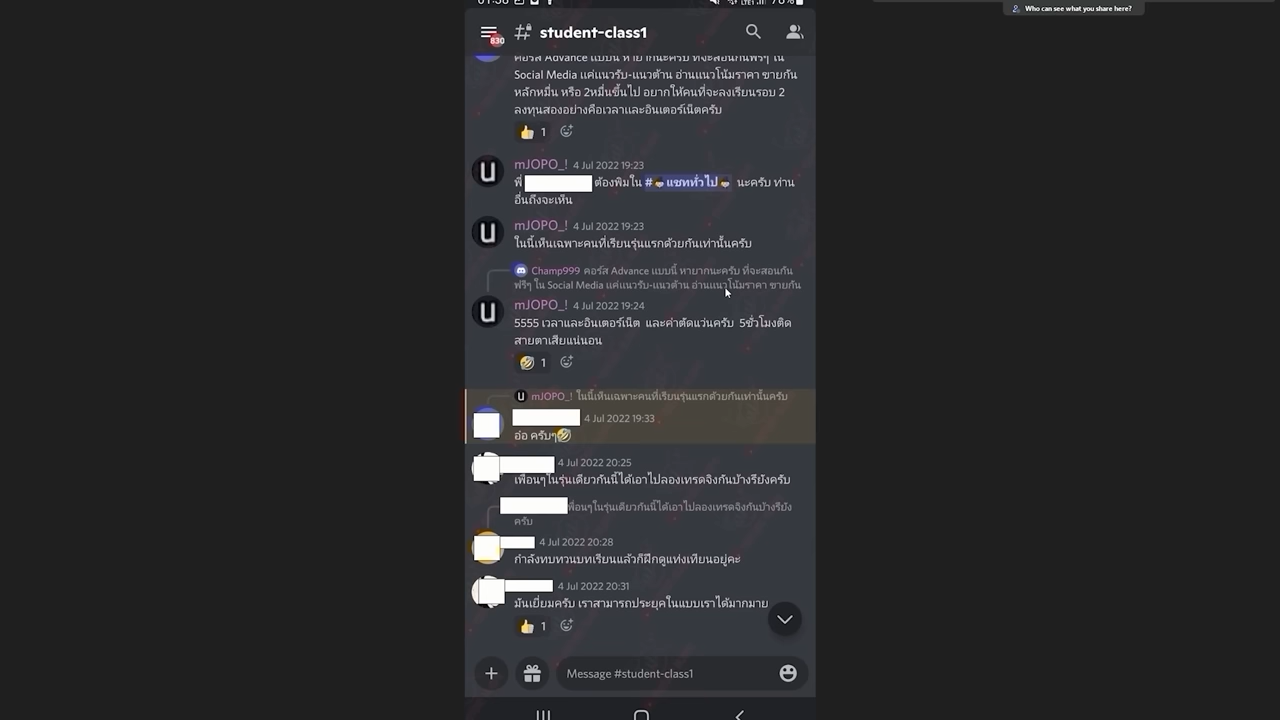 Who can see what you share here?
830
student-class1
คอร์ส Advance แบบนี้ หายากนะครับ ที่จะสอนกันฟรีๆ ใน
Social Media แค่แนวรับ-แนวต้าน อ่านแนวโน้มราคา ขายกัน
หลักหมื่น หรือ 2หมื่นขึ้นไป อยากให้คนที่จะลงเรียนรอบ 2
ลงทุนสองอย่างคือเวลาและอินเตอร์เน็ตครับ
👍 1
mJOPO_! 4 Jul 2022 19:23
พี่ ต้องพิมใน #แชททั่วไป นะครับ ท่าน
อื่นถึงจะเห็น
mJOPO_! 4 Jul 2022 19:23
ในนี้เห็นเฉพาะคนที่เรียนรุ่นแรกด้วยกันเท่านั้นครับ
Champ999 คอร์ส Advance แบบนี้ หายากนะครับ ที่จะสอนกัน
ฟรีๆ ใน Social Media แค่แนวรับ-แนวต้าน อ่านแนวโน้มราคา ขายกัน
mJOPO_! 4 Jul 2022 19:24
5555 เวลาและอินเตอร์เน็ต และค่าตัดแว่นครับ 5ชั่วโมงติด
สายตาเสียแน่นอน
🤣 1
mJOPO_! ในนี้เห็นเฉพาะคนที่เรียนรุ่นแรกด้วยกันเท่านั้นครับ
4 Jul 2022 19:33
อ๋อ ครับๆ🤣
4 Jul 2022 20:25
เพื่อนๆในรุ่นเดียวกันนี้ได้เอาไปลองเทรดจิงกันบ้างรึยังครับ
พื่อนๆในรุ่นเดียวกันนี้ได้เอาไปลองเทรดจิงกันบ้างรึยัง
ครับ
4 Jul 2022 20:28
กำลังทบทวนบทเรียนแล้วก็ฝึกดูแท่งเทียนอยู่คะ
4 Jul 2022 20:31
มันเยี่ยมครับ เราสามารถประยุคในแบบเราได้มากมาย
👍 1
Message #student-class1